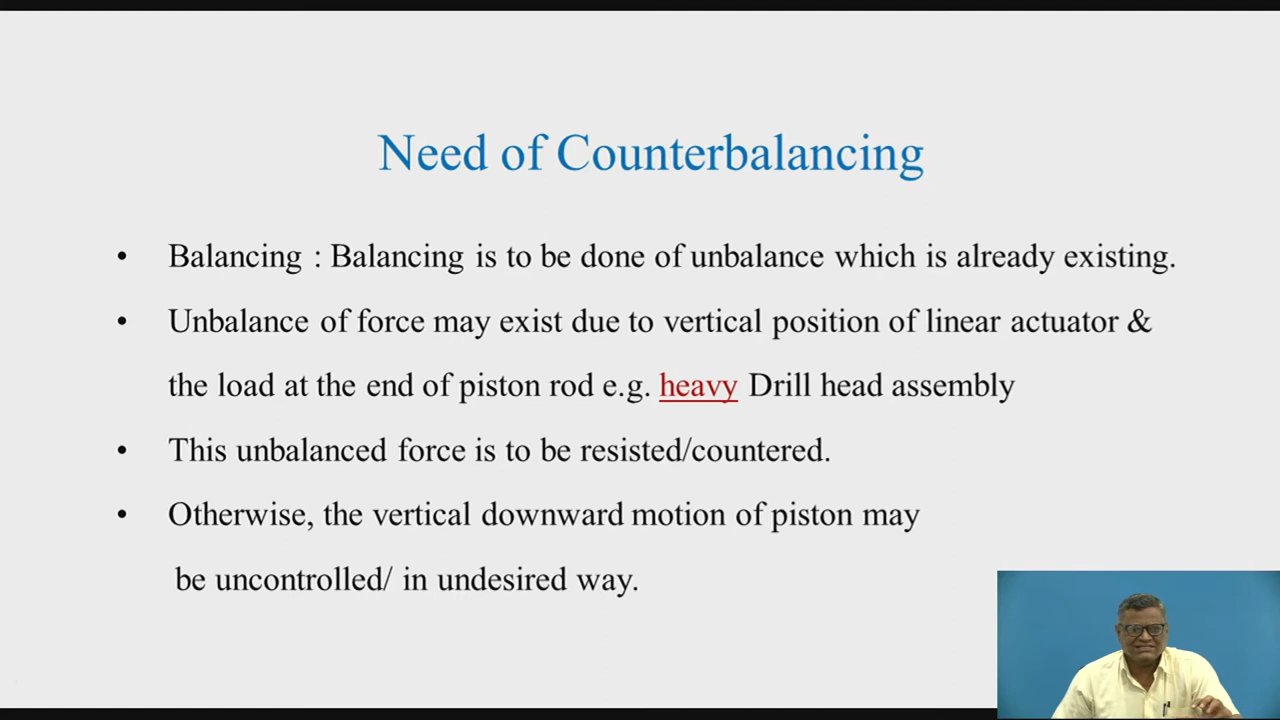 Need of Counterbalancing
• Balancing : Balancing is to be done of unbalance which is already existing.
• Unbalance of force may exist due to vertical position of linear actuator &
the load at the end of piston rod e.g. heavy Drill head assembly
• This unbalanced force is to be resisted/countered.
• Otherwise, the vertical downward motion of piston may
be uncontrolled/ in undesired way.